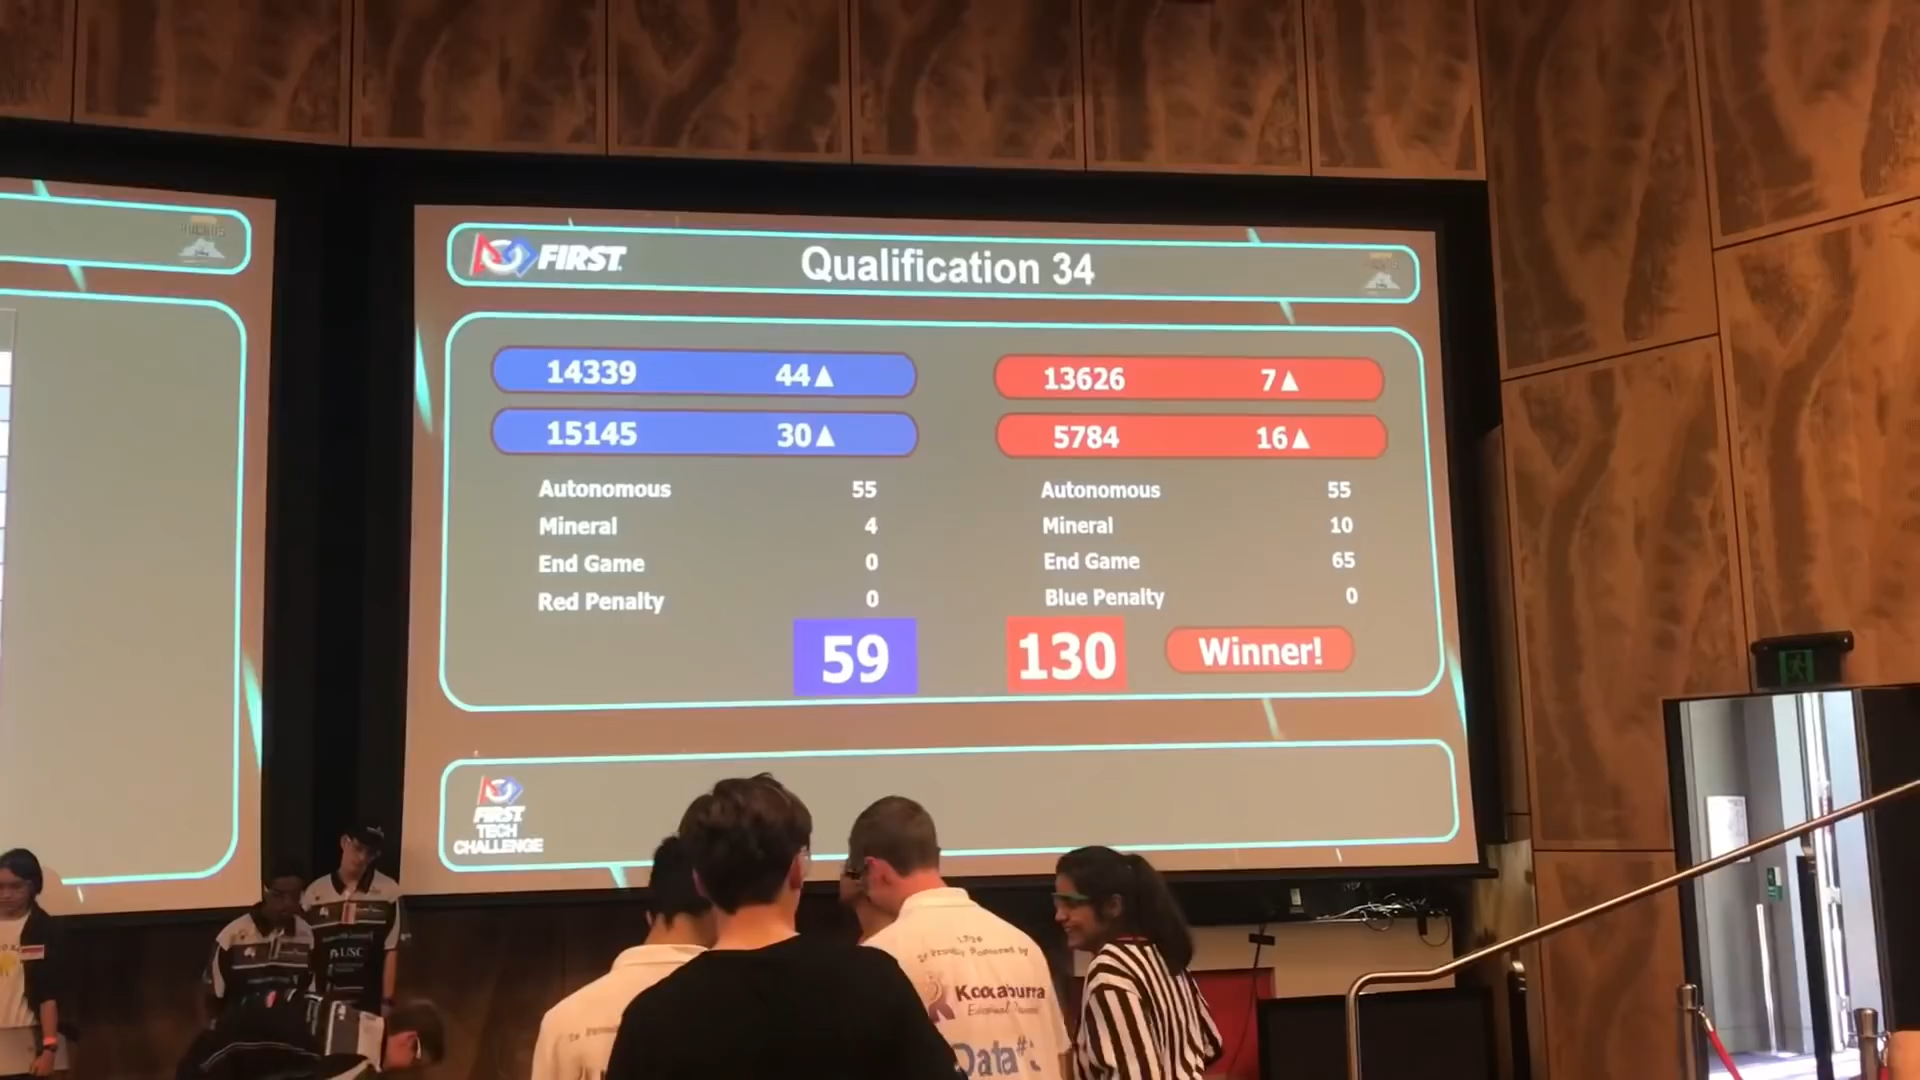 FIRST
Qualification 34
14339 44▲
15145 30▲
Autonomous 55
Mineral 4
End Game 0
Red Penalty 0
59
13626 7▲
5784 16▲
Autonomous 55
Mineral 10
End Game 65
Blue Penalty 0
130
Winner!
FIRST
TECH
CHALLENGE
USC
Kookaburra
Data#